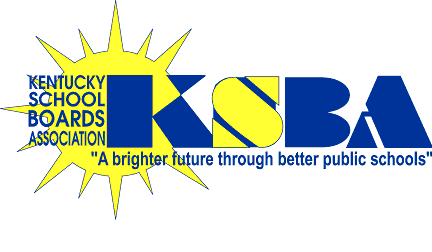 KENTUCKY
SCHOOL
BOARDS
ASSOCIATION
KSBA
"A brighter future through better public schools"